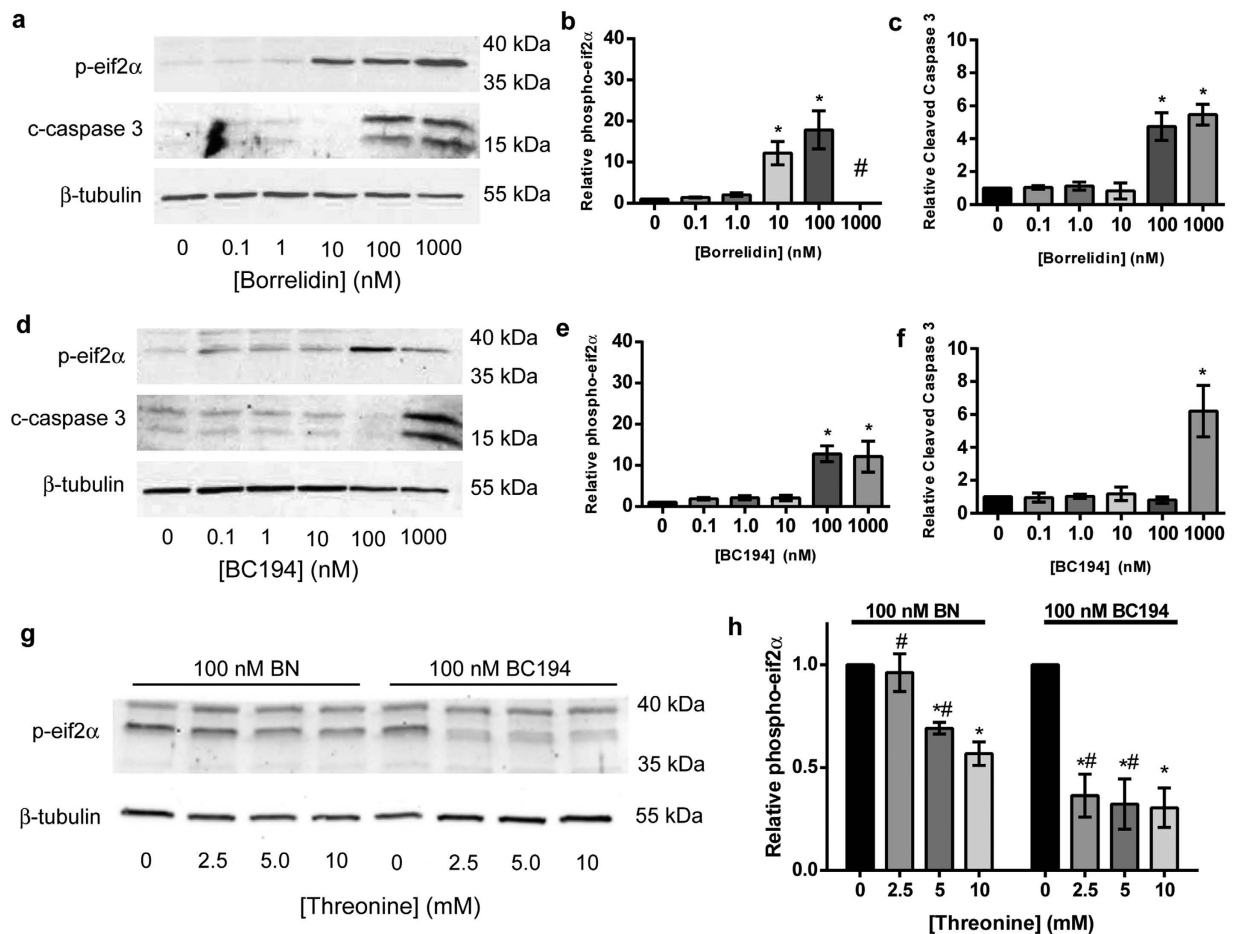 a
p-eif2α
40 kDa
35 kDa
c-caspase 3
15 kDa
β-tubulin
55 kDa
0 0.1 1 10 100 1000
[Borrelidin] (nM)
b
Relative phospho-eif2α
40
30
20
10
0
* * #
0 0.1 1.0 10 100 1000
[Borrelidin] (nM)
c
Relative Cleaved Caspase 3
10
8
6
4
2
0
* *
0 0.1 1.0 10 100 1000
[Borrelidin] (nM)
d
p-eif2α
40 kDa
35 kDa
c-caspase 3
15 kDa
β-tubulin
55 kDa
0 0.1 1 10 100 1000
[BC194] (nM)
e
Relative phospho-eif2α
40
30
20
10
0
* *
0 0.1 1.0 10 100 1000
[BC194] (nM)
f
Relative Cleaved Caspase 3
10
8
6
4
2
0
*
0 0.1 1.0 10 100 1000
[BC194] (nM)
g
100 nM BN 100 nM BC194
p-eif2α
40 kDa
35 kDa
β-tubulin
55 kDa
0 2.5 5.0 10 0 2.5 5.0 10
[Threonine] (mM)
h
100 nM BN 100 nM BC194
Relative phospho-eif2α
1.0
0.5
0.0
# *# * *# *# *
0 2.5 5 10 0 2.5 5 10
[Threonine] (mM)